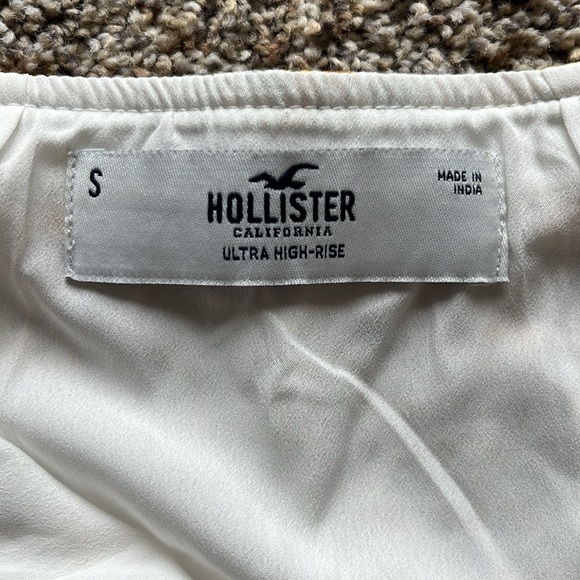 S
HOLLISTER
CALIFORNIA
ULTRA HIGH-RISE
MADE IN
INDIA